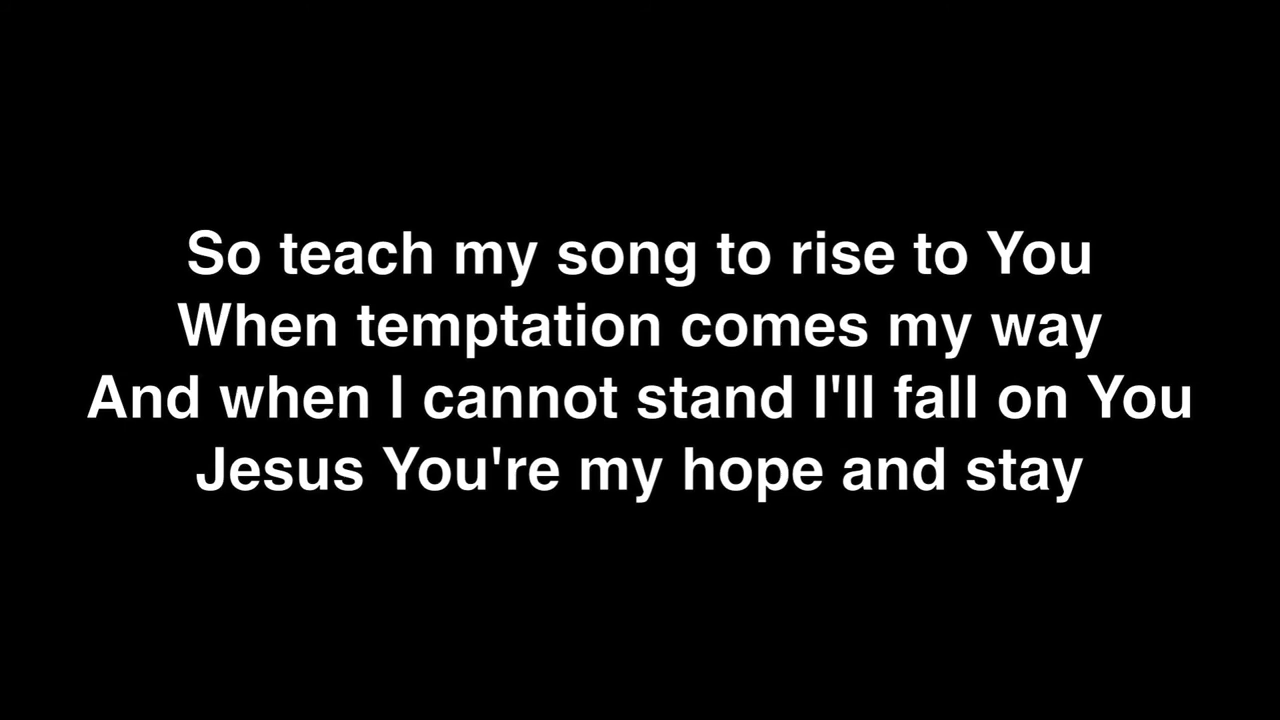 So teach my song to rise to You
When temptation comes my way
And when I cannot stand I'll fall on You
Jesus You're my hope and stay